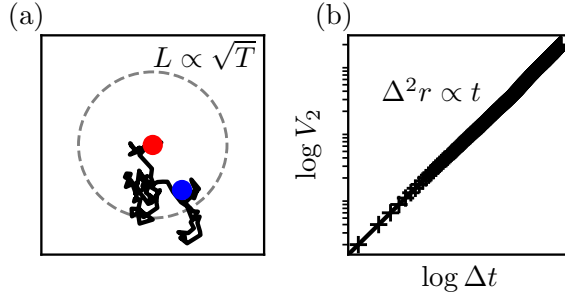 (a)
L ∝ √T
(b)
Δ²r ∝ t
log V₂
log Δt